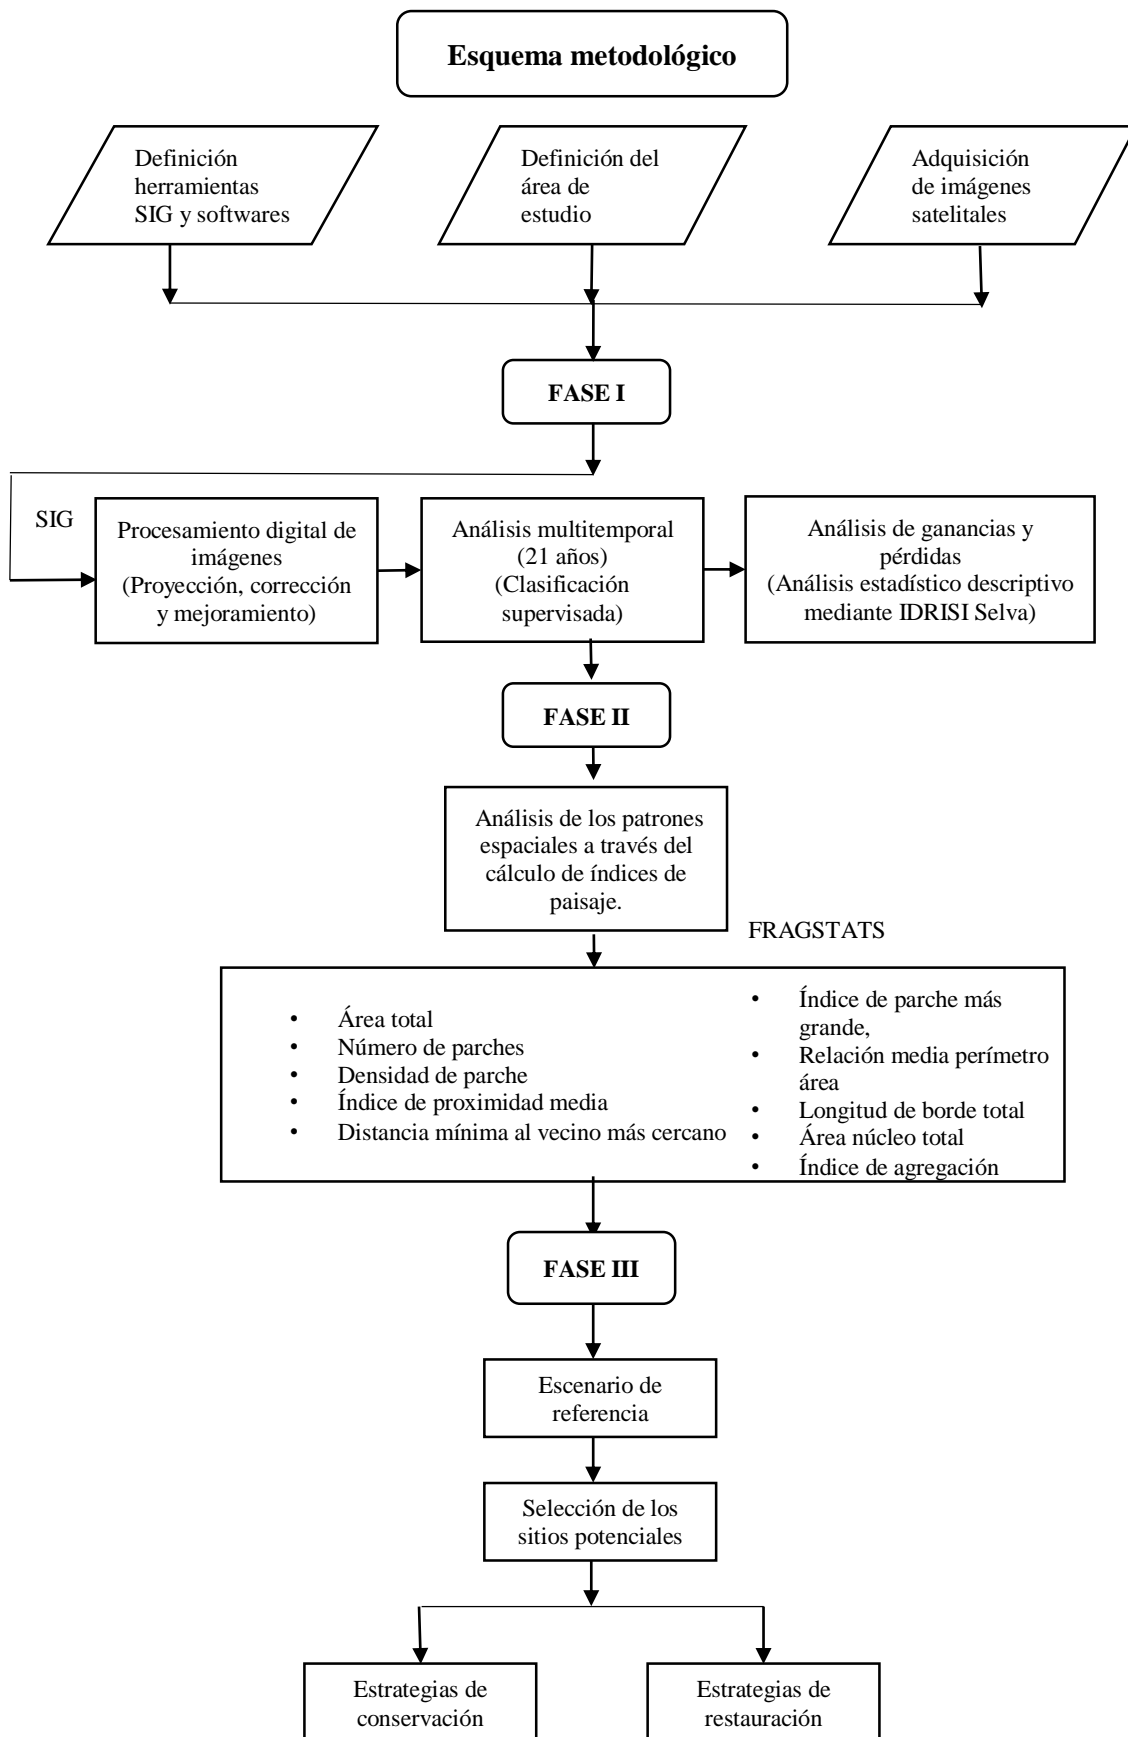 Esquema metodológico
Definición
herramientas
SIG y softwares
Definición del
área de
estudio
Adquisición
de imágenes
satelitales
FASE I
SIG
Procesamiento digital de
imágenes
(Proyección, corrección
y mejoramiento)
Análisis multitemporal
(21 años)
(Clasificación
supervisada)
Análisis de ganancias y
pérdidas
(Análisis estadístico descriptivo
mediante IDRISI Selva)
FASE II
Análisis de los patrones
espaciales a través del
cálculo de índices de
paisaje.
FRAGSTATS
• Área total
• Número de parches
• Densidad de parche
• Índice de proximidad media
• Distancia mínima al vecino más cercano
• Índice de parche más
grande,
• Relación media perímetro
área
• Longitud de borde total
• Área núcleo total
• Índice de agregación
FASE III
Escenario de
referencia
Selección de los
sitios potenciales
Estrategias de
conservación
Estrategias de
restauración